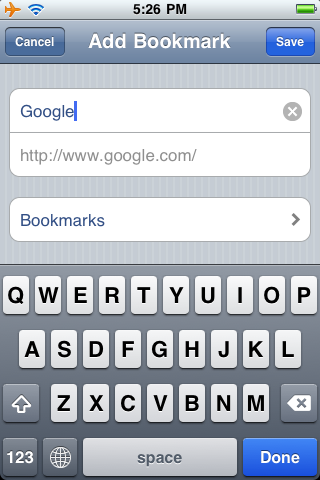 5:26 PM
Cancel Add Bookmark Save
Google
http://www.google.com/
Bookmarks
Q W E R T Y U I O P
A S D F G H J K L
Z X C V B N M
123 space Done